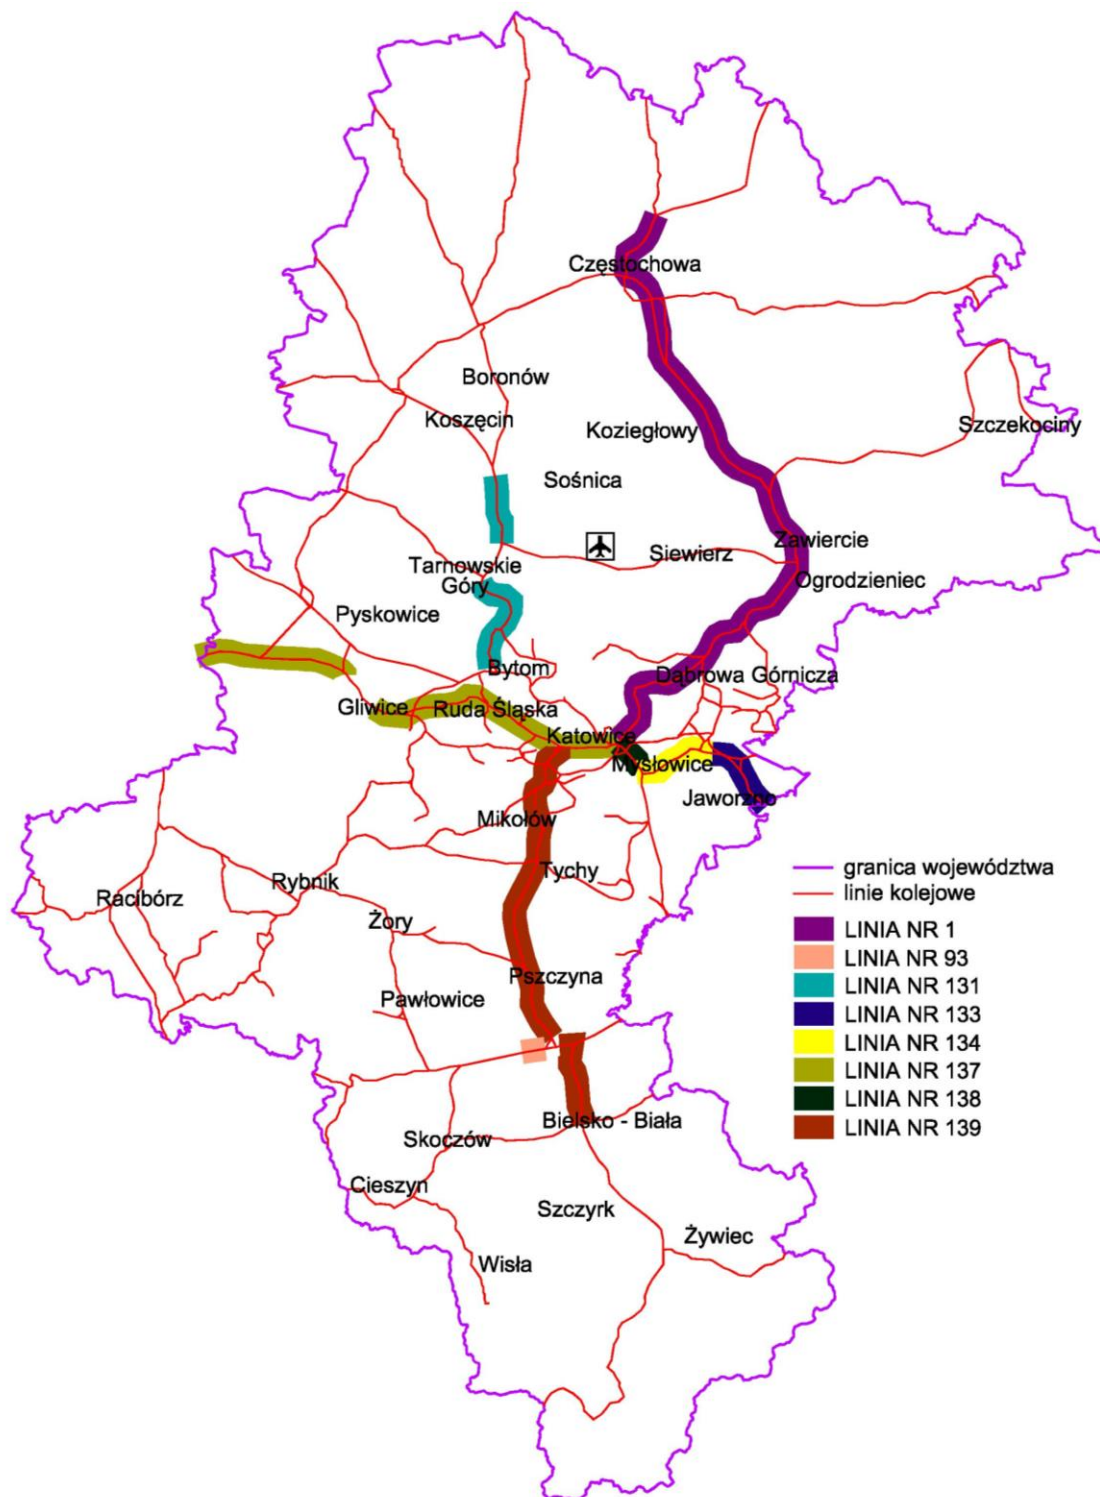 Częstochowa
Boronów
Koszęcin
Koziegłowy
Szczekociny
Sośnica
Zawiercie
Siewierz
Tarnowskie
Góry
Ogrodzieniec
Pyskowice
Bytom
Dąbrowa Górnicza
Gliwice
Ruda Śląska
Katowice
Mysłowice
Jaworzno
Mikołów
Tychy
Rybnik
Racibórz
Żory
Pszczyna
Pawłowice
Bielsko - Biała
Skoczów
Cieszyn
Szczyrk
Żywiec
Wisła
granica województwa
linie kolejowe
LINIA NR 1
LINIA NR 93
LINIA NR 131
LINIA NR 133
LINIA NR 134
LINIA NR 137
LINIA NR 138
LINIA NR 139